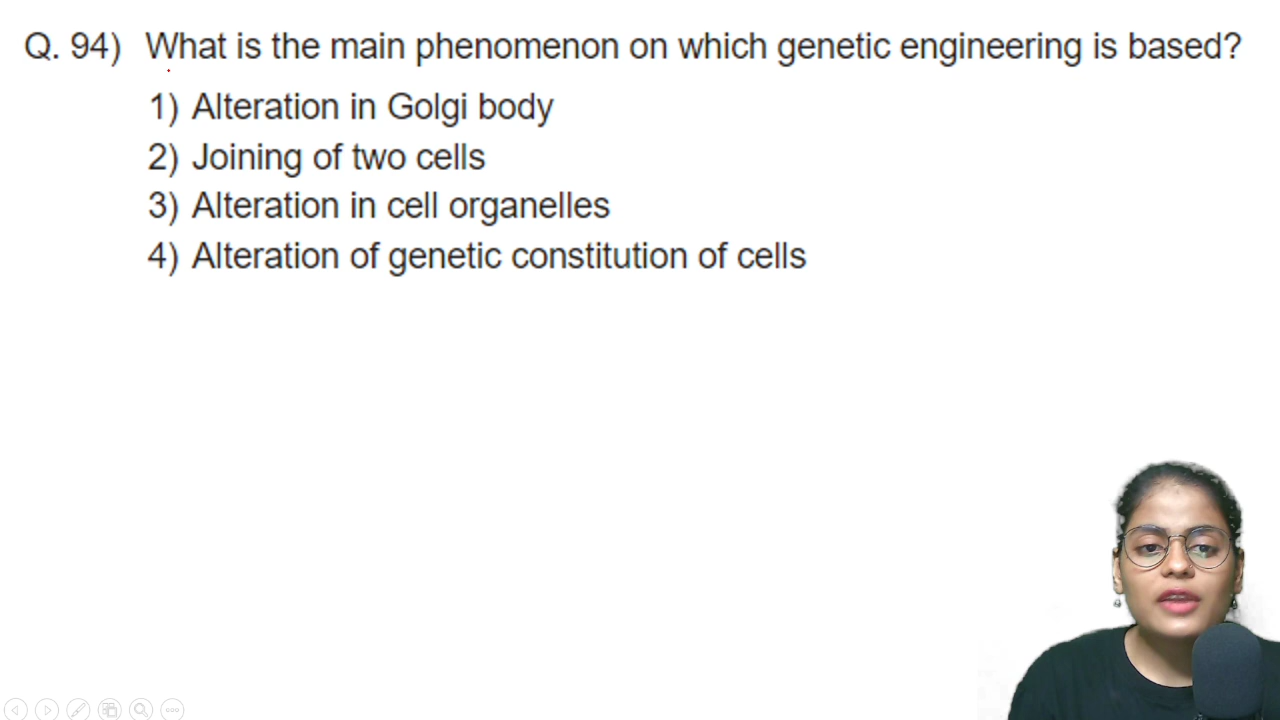 Q. 94) What is the main phenomenon on which genetic engineering is based?
1) Alteration in Golgi body
2) Joining of two cells
3) Alteration in cell organelles
4) Alteration of genetic constitution of cells